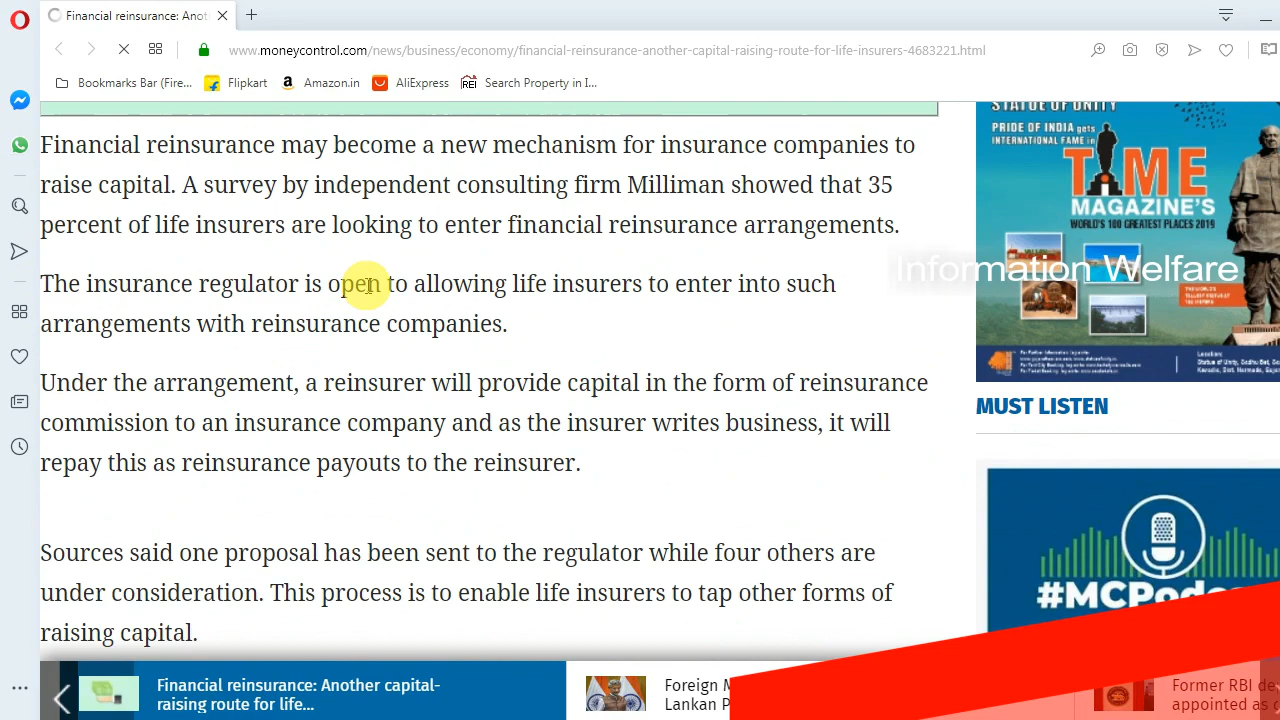 Financial reinsurance: Anot
www.moneycontrol.com/news/business/economy/financial-reinsurance-another-capital-raising-route-for-life-insurers-4683221.html
Bookmarks Bar (Fire... Flipkart Amazon.in AliExpress REI Search Property in I...
Financial reinsurance may become a new mechanism for insurance companies to
raise capital. A survey by independent consulting firm Milliman showed that 35
percent of life insurers are looking to enter financial reinsurance arrangements.
The insurance regulator is open to allowing life insurers to enter into such
arrangements with reinsurance companies.
Under the arrangement, a reinsurer will provide capital in the form of reinsurance
commission to an insurance company and as the insurer writes business, it will
repay this as reinsurance payouts to the reinsurer.
Sources said one proposal has been sent to the regulator while four others are
under consideration. This process is to enable life insurers to tap other forms of
raising capital.
STATUE OF UNITY
PRIDE OF INDIA gets
INTERNATIONAL FAME IN
TIME
MAGAZINE'S
WORLD'S 100 GREATEST PLACES 2019
Information Welfare
MUST LISTEN
#MCPodc
Financial reinsurance: Another capital-
raising route for life...
Foreign M
Lankan P
Former RBI de
appointed as